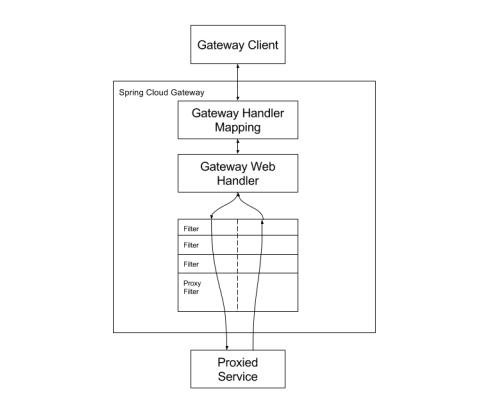 Gateway Client
Spring Cloud Gateway
Gateway Handler
Mapping
Gateway Web
Handler
Filter
Filter
Filter
Proxy
Filter
Proxied
Service